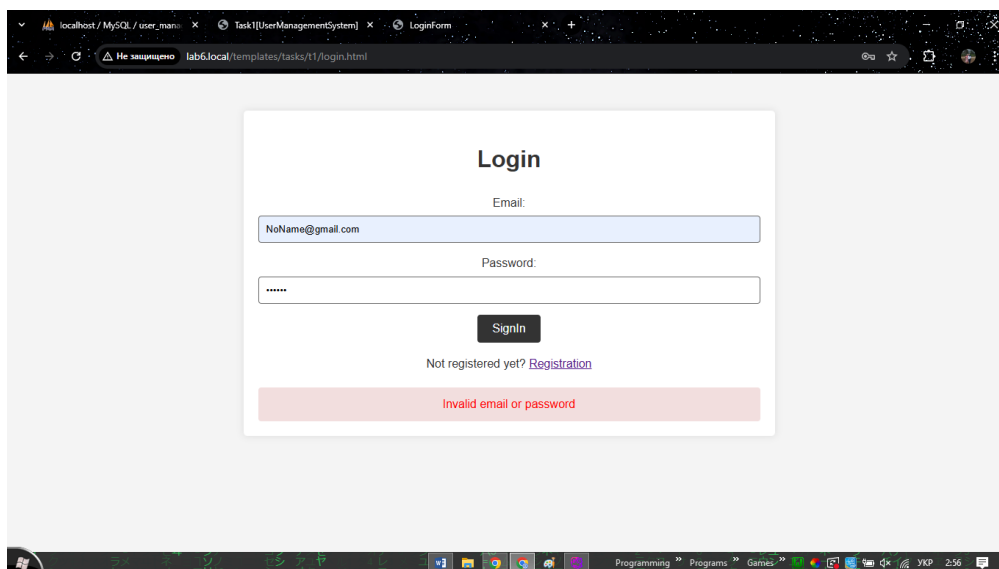 localhost / MySQL / user_mana
Task1[UserManagementSystem]
LoginForm
Не защищено
lab6.local/templates/tasks/t1/login.html
Login
Email:
NoName@gmail.com
Password:
••••••
SignIn
Not registered yet? Registration
Invalid email or password
Programming » Programs » Games » УКР 2:56